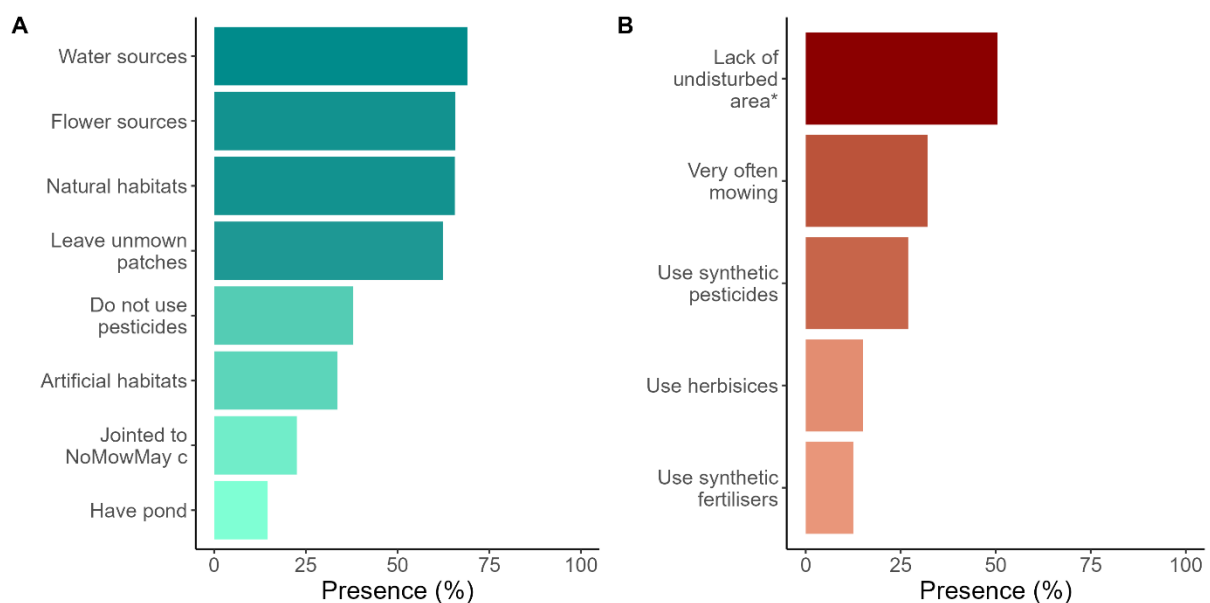 A
Water sources
Flower sources
Natural habitats
Leave unmown
patches
Do not use
pesticides
Artificial habitats
Jointed to
NoMowMay c
Have pond
0 25 50 75 100
Presence (%)
B
Lack of
undisturbed
area*
Very often
mowing
Use synthetic
pesticides
Use herbisices
Use synthetic
fertilisers
0 25 50 75 100
Presence (%)